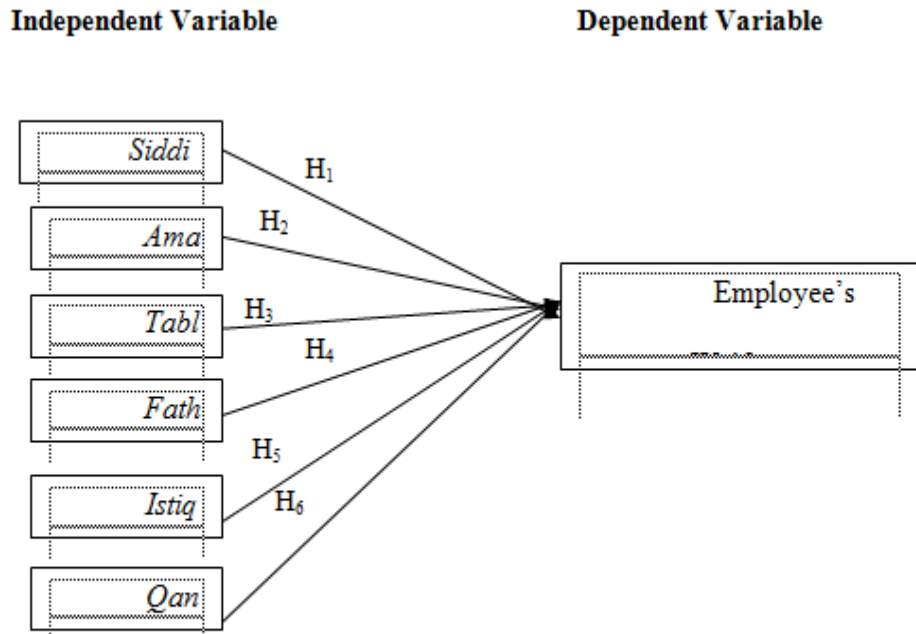 Independent Variable
Dependent Variable
Siddi
H₁
Ama
H₂
Tabl
H₃
Employee's
H₄
Fath
H₅
Istiq
H₆
Qan